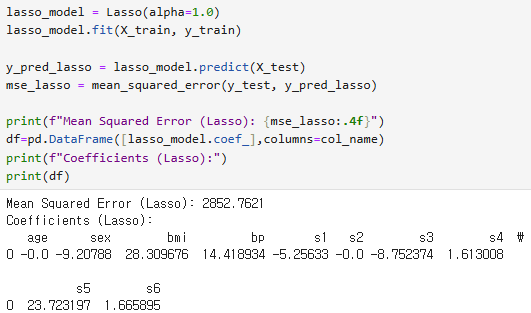 lasso_model = Lasso(alpha=1.0)
lasso_model.fit(X_train, y_train)
y_pred_lasso = lasso_model.predict(X_test)
mse_lasso = mean_squared_error(y_test, y_pred_lasso)
print(f"Mean Squared Error (Lasso): {mse_lasso:.4f}")
df=pd.DataFrame([lasso_model.coef_],columns=col_name)
print(f"Coefficients (Lasso):")
print(df)
Mean Squared Error (Lasso): 2852.7621
Coefficients (Lasso):
age sex bmi bp s1 s2 s3 s4 ₩
0 -0.0 -9.20788 28.309676 14.418934 -5.25633 -0.0 -8.752374 1.613008
s5 s6
0 23.723197 1.665895